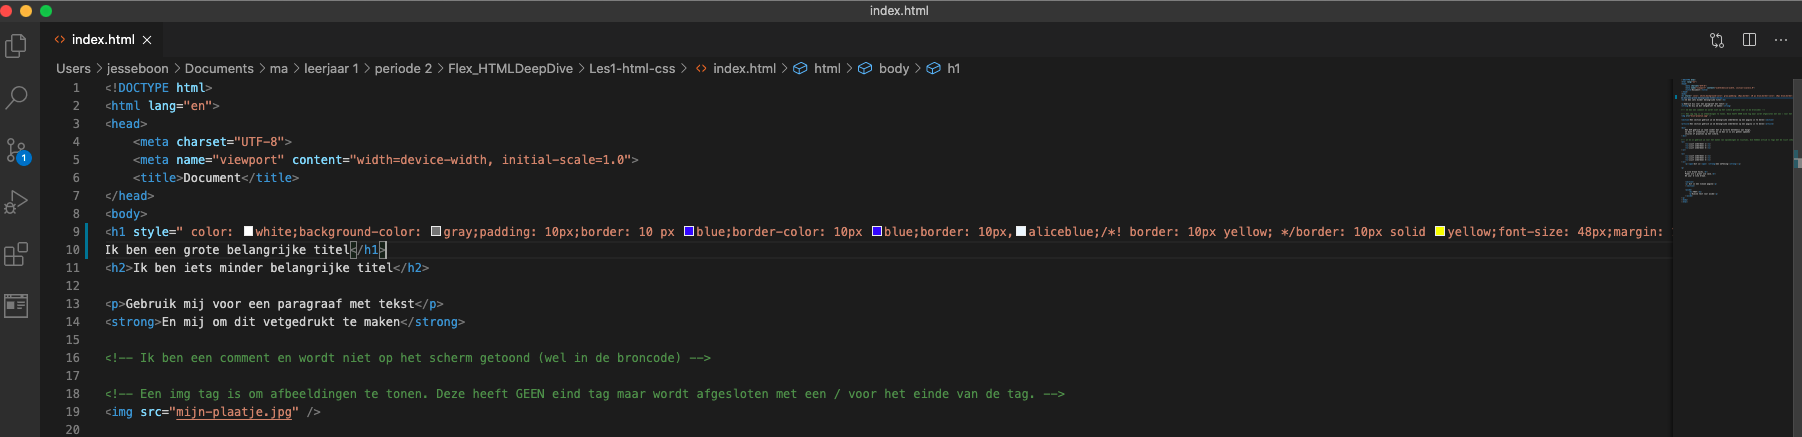 index.html
index.html
Users > jesseboon > Documents > ma > leerjaar 1 > periode 2 > Flex_HTMLDeepDive > Les1-html-css > <> index.html > html > body > h1
1 <!DOCTYPE html>
2 <html lang="en">
3 <head>
4 <meta charset="UTF-8">
5 <meta name="viewport" content="width=device-width, initial-scale=1.0">
6 <title>Document</title>
7 </head>
8 <body>
9 <h1 style=" color: white;background-color: gray;padding: 10px;border: 10 px blue;border-color: 10px blue;border: 10px, aliceblue;/*! border: 10px yellow; */border: 10px solid yellow;font-size: 48px;margin:
10 Ik ben een grote belangrijke titel</h1>
11 <h2>Ik ben iets minder belangrijke titel</h2>
12
13 <p>Gebruik mij voor een paragraaf met tekst</p>
14 <strong>En mij om dit vetgedrukt te maken</strong>
15
16 <!-- Ik ben een comment en wordt niet op het scherm getoond (wel in de broncode) -->
17
18 <!-- Een img tag is om afbeeldingen te tonen. Deze heeft GEEN eind tag maar wordt afgesloten met een / voor het einde van de tag. -->
19 <img src="mijn-plaatje.jpg" />
20
1